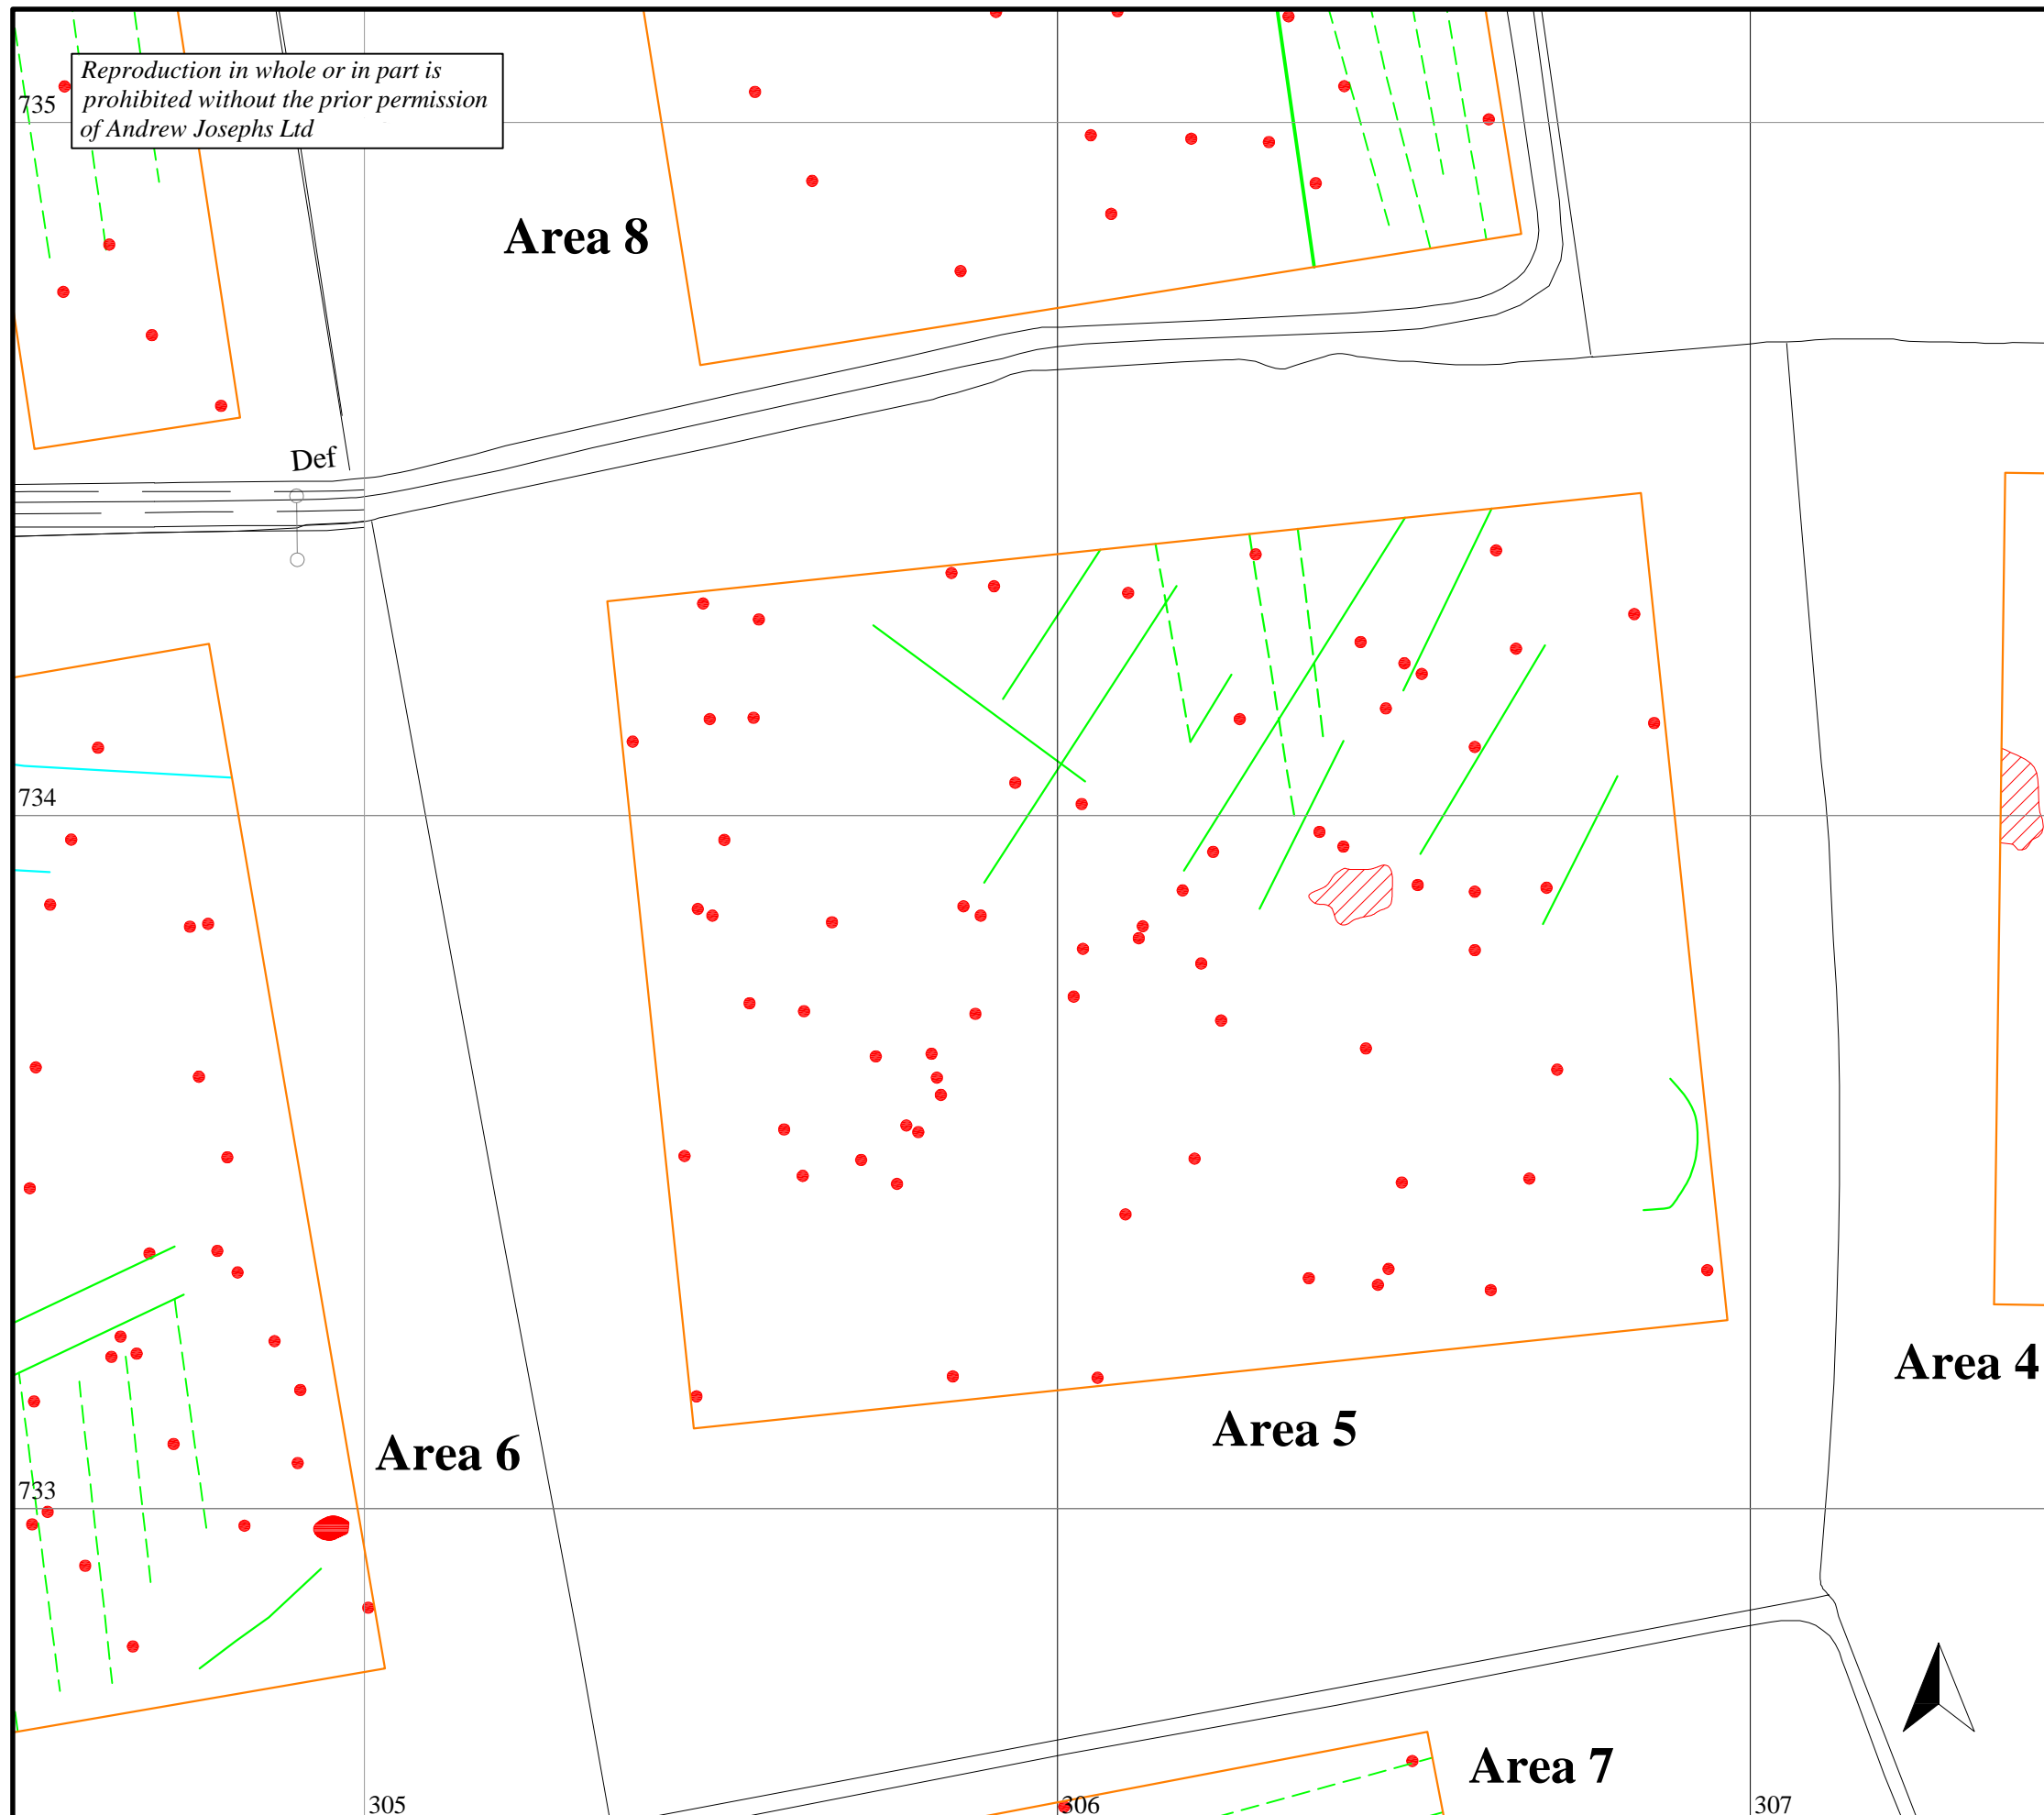 Reproduction in whole or in part is
prohibited without the prior permission
of Andrew Josephs Ltd
735
Area 8
Def
734
Area 4
Area 5
Area 6
733
Area 7
305
306
307